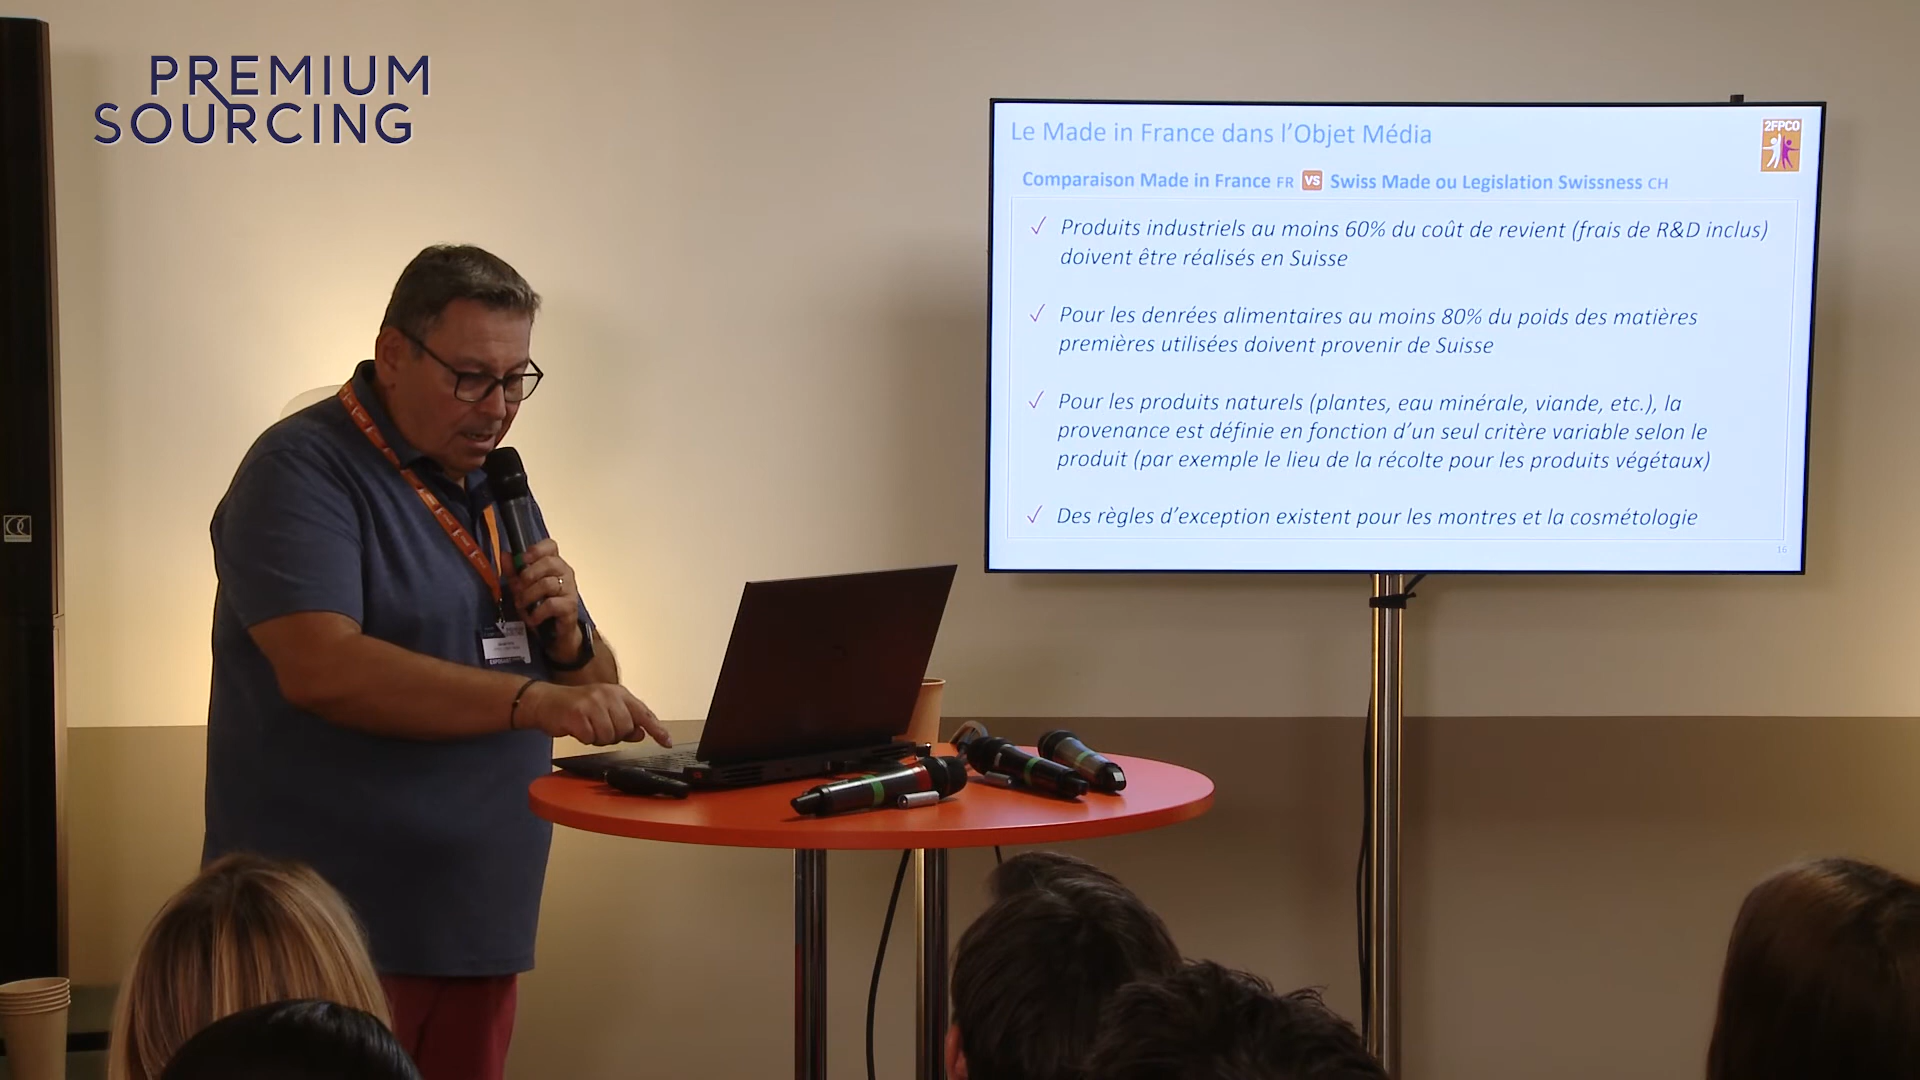 PREMIUM
SOURCING
Le Made in France dans l'Objet Média
2FPCO
Comparaison Made in France FR VS Swiss Made ou Legislation Swissness CH
✓ Produits industriels au moins 60% du coût de revient (frais de R&D inclus)
doivent être réalisés en Suisse
✓ Pour les denrées alimentaires au moins 80% du poids des matières
premières utilisées doivent provenir de Suisse
✓ Pour les produits naturels (plantes, eau minérale, viande, etc.), la
provenance est définie en fonction d'un seul critère variable selon le
produit (par exemple le lieu de la récolte pour les produits végétaux)
✓ Des règles d'exception existent pour les montres et la cosmétologie
16